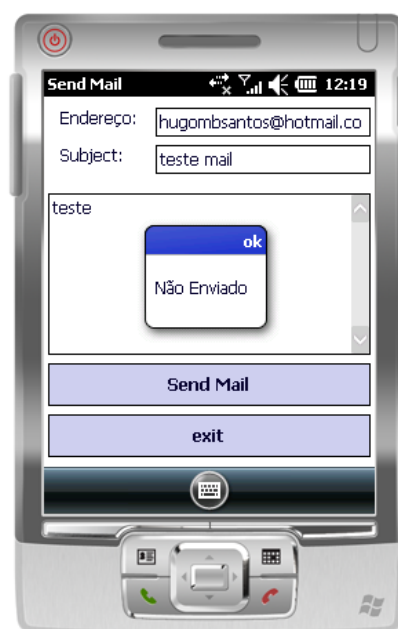 Send Mail 12:19
Endereço: hugombsantos@hotmail.co
Subject: teste mail
teste
ok
Não Enviado
Send Mail
exit